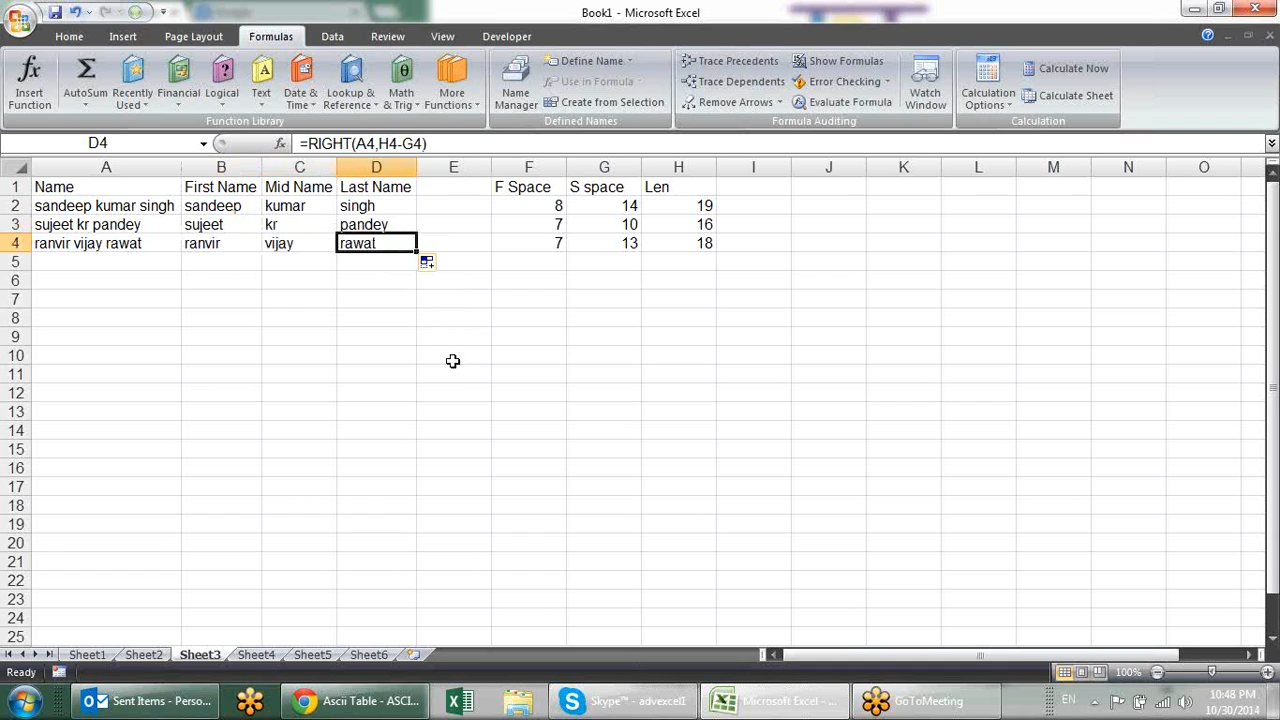 Book1 - Microsoft Excel
Home Insert Page Layout Formulas Data Review View Developer
Insert Function
AutoSum
Recently Used
Financial
Logical
Text
Date & Time
Lookup & Reference
Math & Trig
More Functions
Function Library
Name Manager
Define Name
Use in Formula
Create from Selection
Defined Names
Trace Precedents
Trace Dependents
Remove Arrows
Show Formulas
Error Checking
Evaluate Formula
Formula Auditing
Watch Window
Calculation Options
Calculate Now
Calculate Sheet
Calculation
D4 fx =RIGHT(A4,H4-G4)
A B C D E F G H I J K L M N O
1 Name First Name Mid Name Last Name F Space S space Len
2 sandeep kumar singh sandeep kumar singh 8 14 19
3 sujeet kr pandey sujeet kr pandey 7 10 16
4 ranvir vijay rawat ranvir vijay rawat 7 13 18
5
6
7
8
9
10
11
12
13
14
15
16
17
18
19
20
21
22
23
24
25
Sheet1 Sheet2 Sheet3 Sheet4 Sheet5 Sheet6
Ready 100%
Sent Items - Perso... Ascii Table - ASCI... Skype™ - advexcel1 Microsoft Excel - ... GoToMeeting EN 10:48 PM
10/30/2014